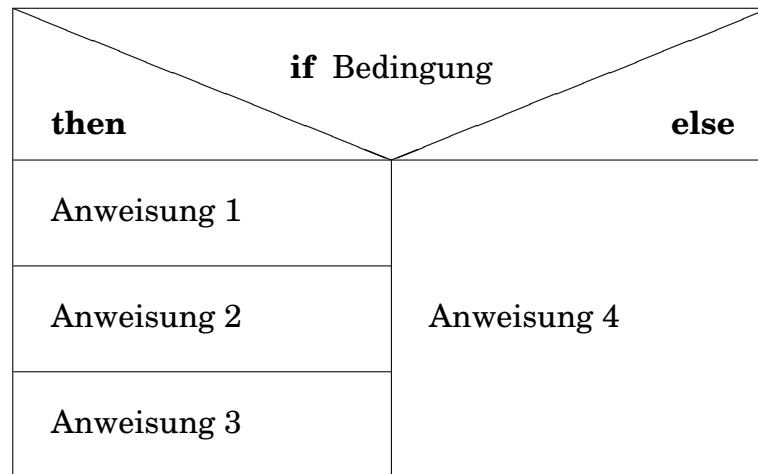 if Bedingung
then
else
Anweisung 1
Anweisung 2
Anweisung 3
Anweisung 4